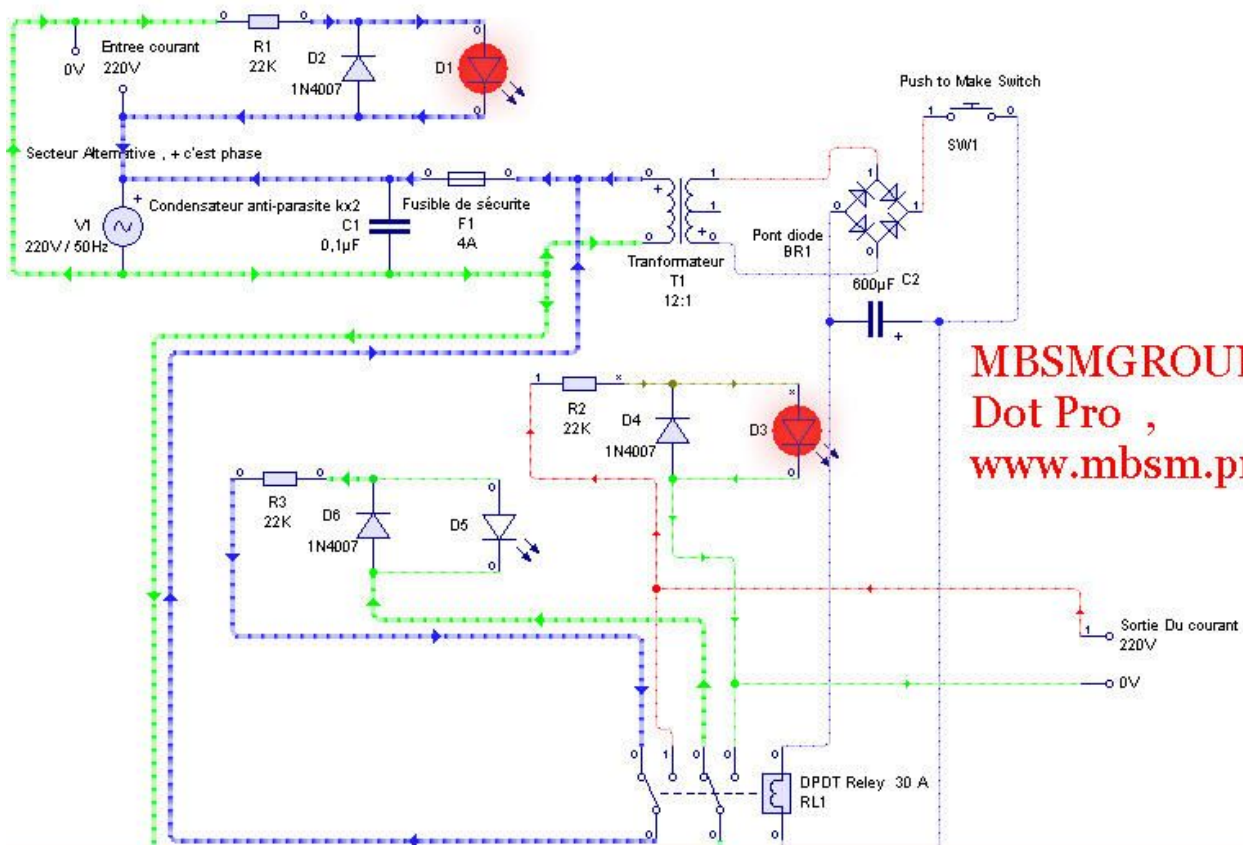 0V
Entree courant
220V
R1
22K
D2
1N4007
D1
Push to Make Switch
SW1
Secteur Alternative , + c'est phase
V1
220V / 50Hz
Condensateur anti-parasite kx2
C1
0,1µF
Fusible de sécurite
F1
4A
Tranformateur
T1
12:1
Pont diode
BR1
600µF
C2
MBSMGROUP
Dot Pro ,
www.mbsm.pr
R2
22K
D4
1N4007
D3
R3
22K
D6
1N4007
D5
Sortie Du courant
220V
0V
DPDT Reley 30 A
RL1